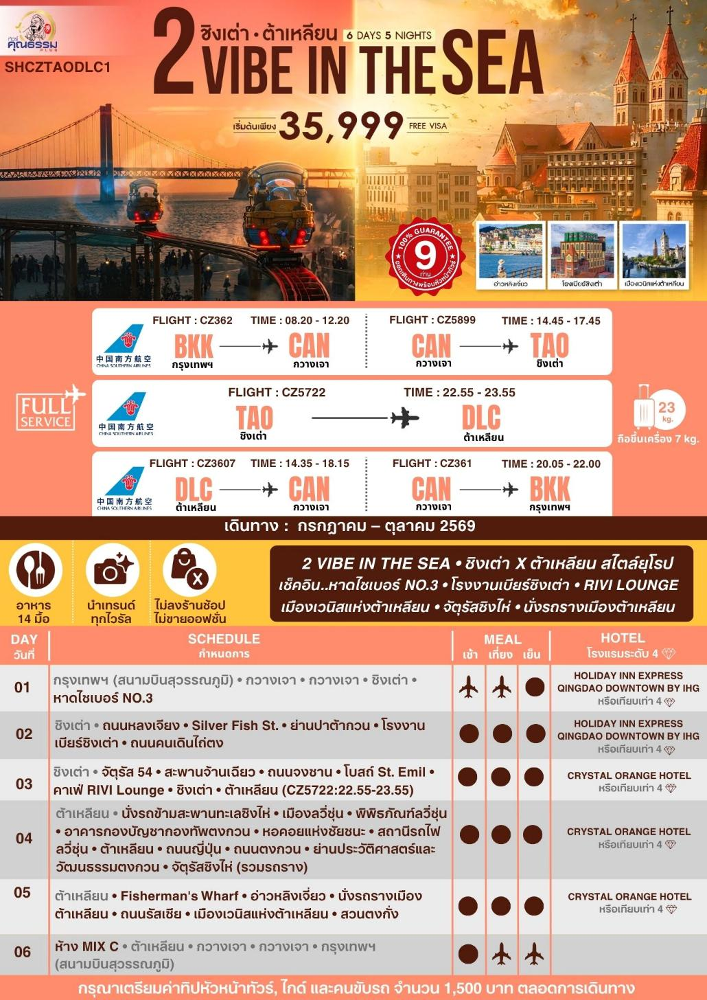 ทัวร์
คุณธรรม
PLUS
SHCZTAODLC1
2 ชิงเต่า • ต้าเหลียน 6 DAYS 5 NIGHTS
VIBE IN THE SEA
เริ่มต้นเพียง 35,999 FREE VISA
100% GUARANTEE
9
ท่าน
ออกเดินทางพร้อมหัวหน้าทัวร์
อ่าวหลิงเจี่ยว
โรงเบียร์ชิงเต่า
เมืองเวนิสแห่งต้าเหลียน
FLIGHT : CZ362 TIME : 08.20 - 12.20 FLIGHT : CZ5899 TIME : 14.45 - 17.45
BKK CAN CAN TAO
กรุงเทพฯ กวางเจา กวางเจา ชิงเต่า
中国南方航空
CHINA SOUTHERN AIRLINES
FULL
SERVICE
FLIGHT : CZ5722 TIME : 22.55 - 23.55
TAO DLC
ชิงเต่า ต้าเหลียน
中国南方航空
CHINA SOUTHERN AIRLINES
23
kg.
ถือขึ้นเครื่อง 7 kg.
FLIGHT : CZ3607 TIME : 14.35 - 18.15 FLIGHT : CZ361 TIME : 20.05 - 22.00
DLC CAN CAN BKK
ต้าเหลียน กวางเจา กวางเจา กรุงเทพฯ
中国南方航空
CHINA SOUTHERN AIRLINES
เดินทาง : กรกฎาคม – ตุลาคม 2569
อาหาร
14 มื้อ
นำเทรนด์
ทุกไวรัล
X
ไม่ลงร้านช้อป
ไม่ขายออฟชั่น
2 VIBE IN THE SEA • ชิงเต่า X ต้าเหลียน สไตล์ยุโรป
เช็คอิน..หาดไซเบอร์ NO.3 • โรงงานเบียร์ชิงเต่า • RIVI LOUNGE
เมืองเวนิสแห่งต้าเหลียน • จัตุรัสชิงไห่ • นั่งรถรางเมืองต้าเหลียน
DAY SCHEDULE MEAL HOTEL
วันที่ กำหนดการ เช้า เที่ยง เย็น โรงแรมระดับ 4
01
กรุงเทพฯ (สนามบินสุวรรณภูมิ) • กวางเจา • กวางเจา • ชิงเต่า •
หาดไซเบอร์ NO.3
HOLIDAY INN EXPRESS
QINGDAO DOWNTOWN BY IHG
หรือเทียบเท่า 4
02
ชิงเต่า • ถนนหลงเจียง • Silver Fish St. • ย่านปาต้ากวน • โรงงาน
เบียร์ชิงเต่า • ถนนคนเดินไถ่ตง
HOLIDAY INN EXPRESS
QINGDAO DOWNTOWN BY IHG
หรือเทียบเท่า 4
03
ชิงเต่า • จัตุรัส 54 • สะพานจ้านเฉียว • ถนนจงซาน • โบสถ์ St. Emil •
คาเฟ่ RIVI Lounge • ชิงเต่า • ต้าเหลียน (CZ5722:22.55-23.55)
CRYSTAL ORANGE HOTEL
หรือเทียบเท่า 4
04
ต้าเหลียน • นั่งรถข้ามสะพานทะเลชิงไห่ • เมืองลวี่ซุ่น • พิพิธภัณฑ์ลวี่ซุ่น
• อาคารกองบัญชากองทัพตงกวน • หอคอยแห่งชัยชนะ • สถานีรถไฟ
ลวี่ซุ่น • ต้าเหลียน • ถนนญี่ปุ่น • ถนนตงกวน • ย่านประวัติศาสตร์และ
วัฒนธรรมตงกวน • จัตุรัสชิงไห่ (รวมรถราง)
CRYSTAL ORANGE HOTEL
หรือเทียบเท่า 4
05
ต้าเหลียน • Fisherman's Wharf • อ่าวหลิงเจี่ยว • นั่งรถรางเมือง
ต้าเหลียน • ถนนรัสเซีย • เมืองเวนิสแห่งต้าเหลียน • สวนตงกั่ง
CRYSTAL ORANGE HOTEL
หรือเทียบเท่า 4
06
ห้าง MIX C • ต้าเหลียน • กวางเจา • กวางเจา • กรุงเทพฯ
(สนามบินสุวรรณภูมิ)
กรุณาเตรียมค่าทิปหัวหน้าทัวร์, ไกด์ และคนขับรถ จำนวน 1,500 บาท ตลอดการเดินทาง